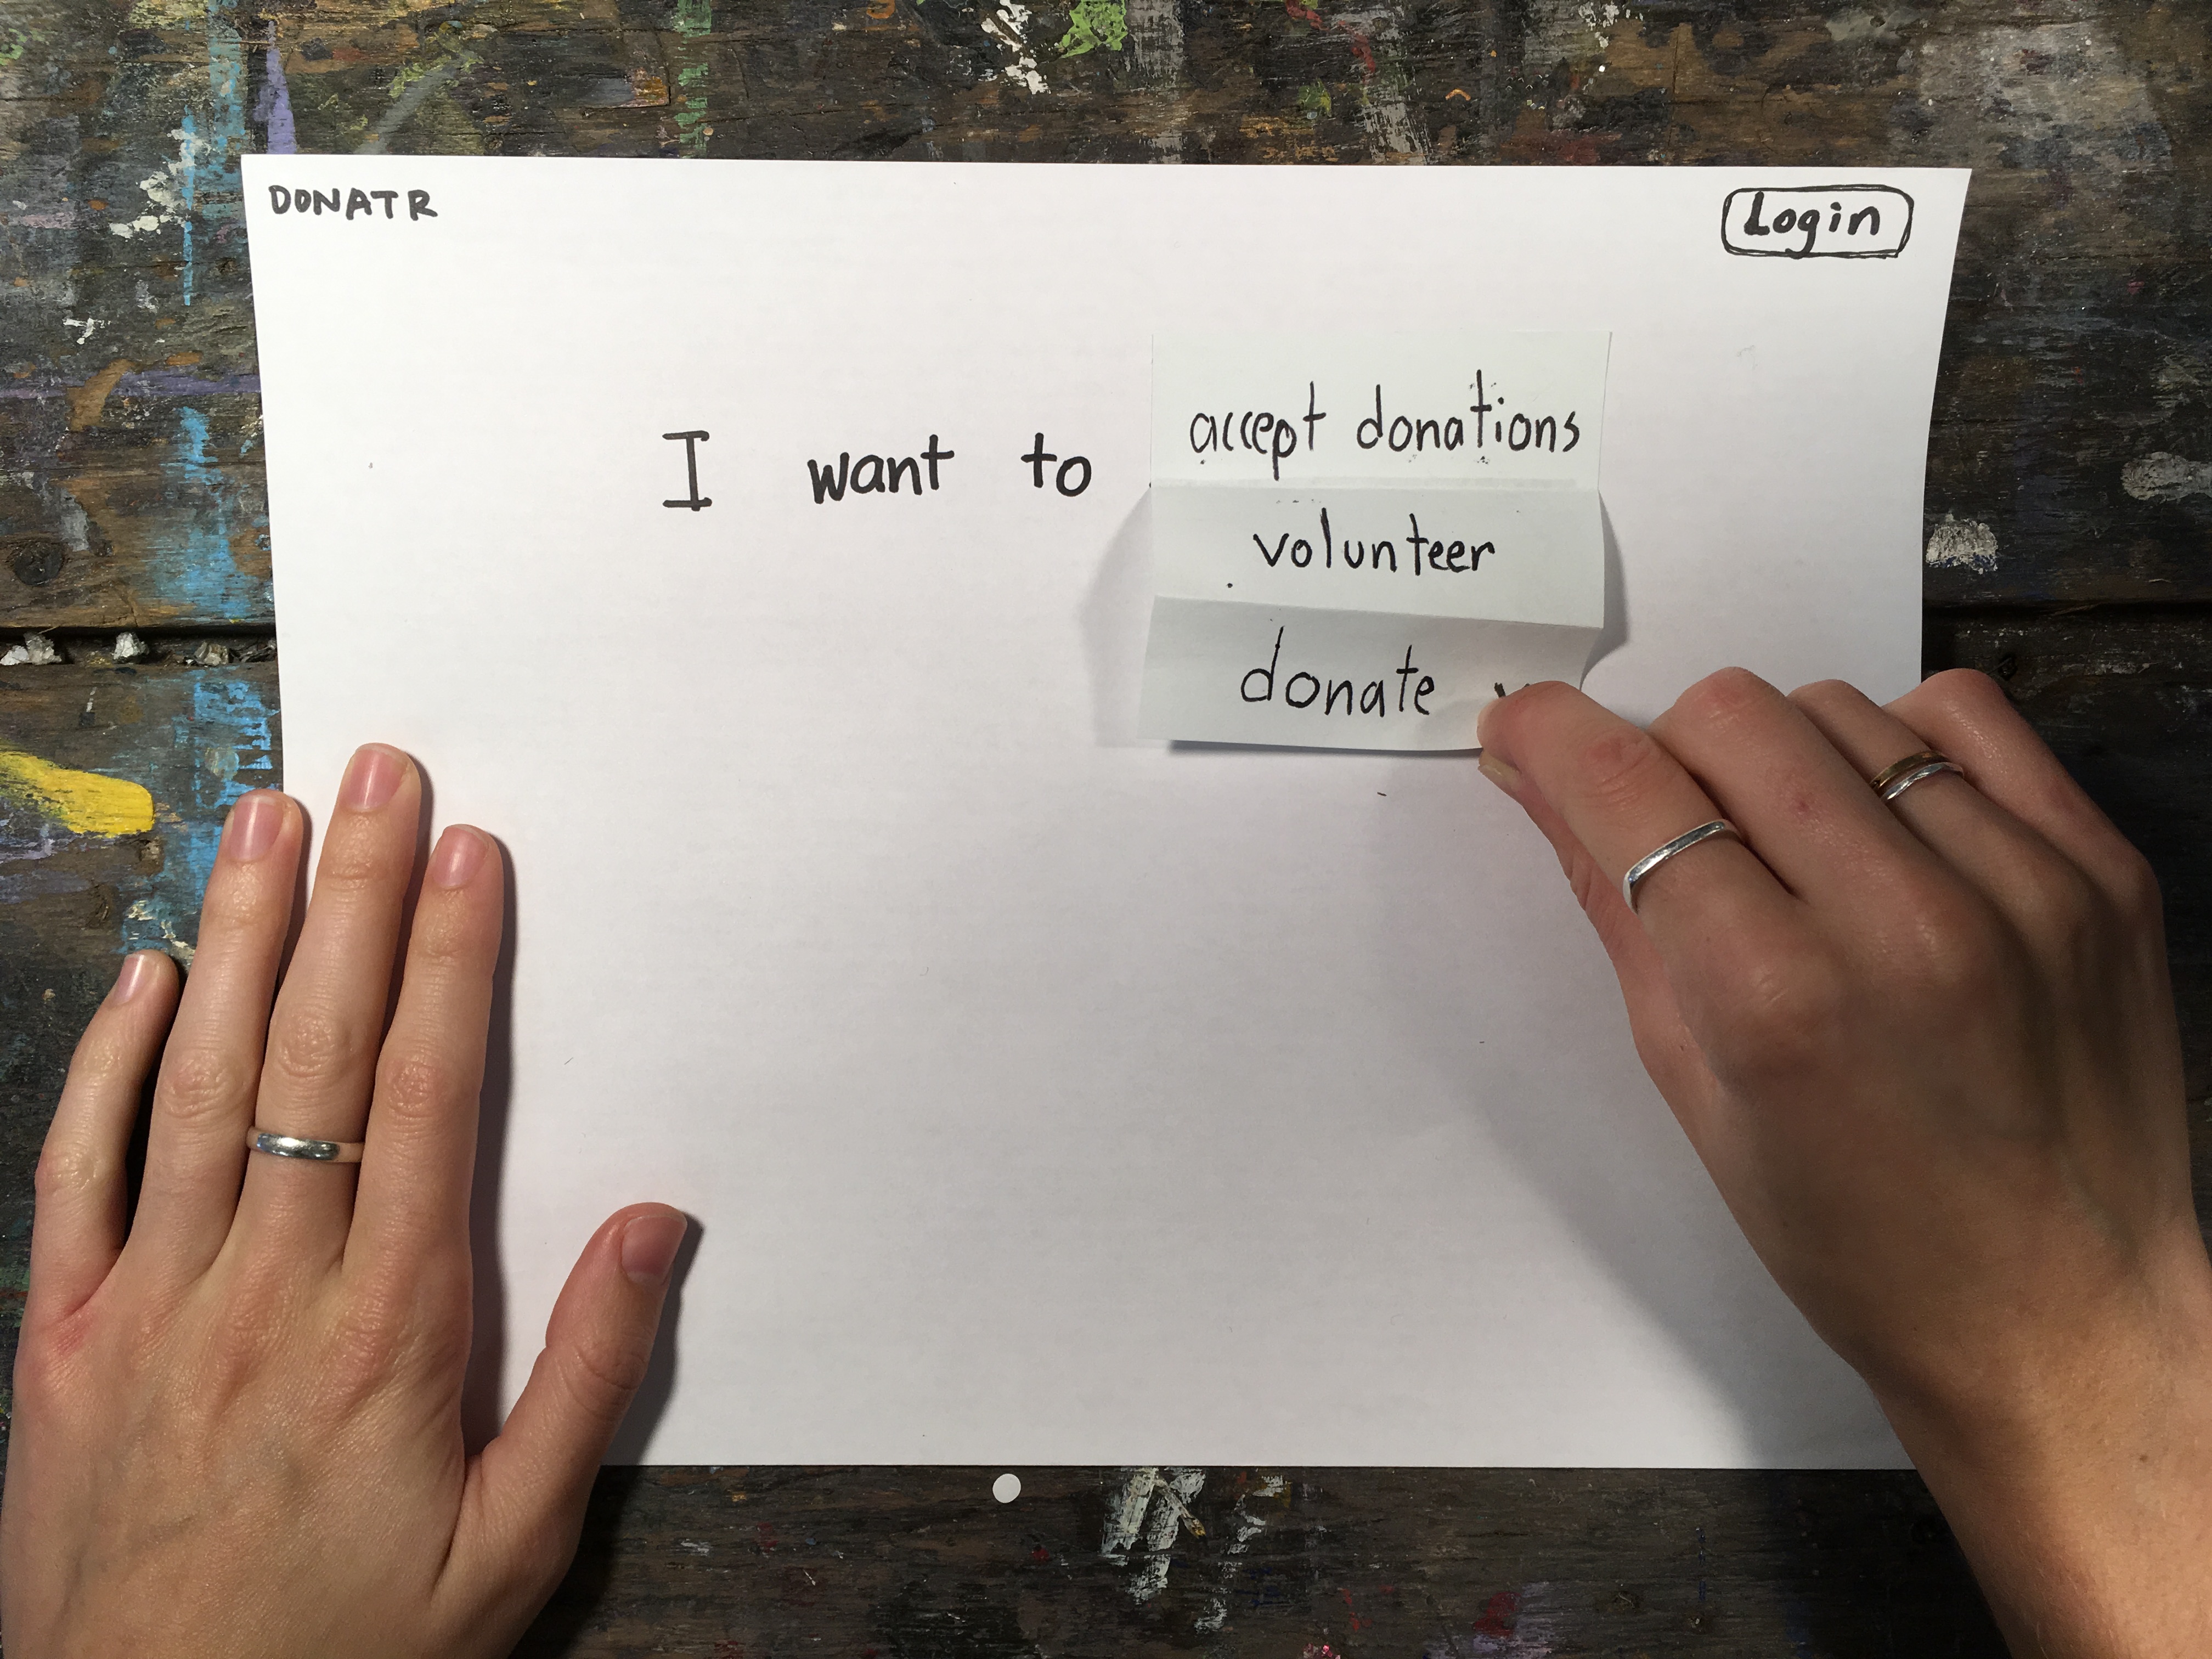 DONATR
Login
I want to
accept donations
volunteer
donate